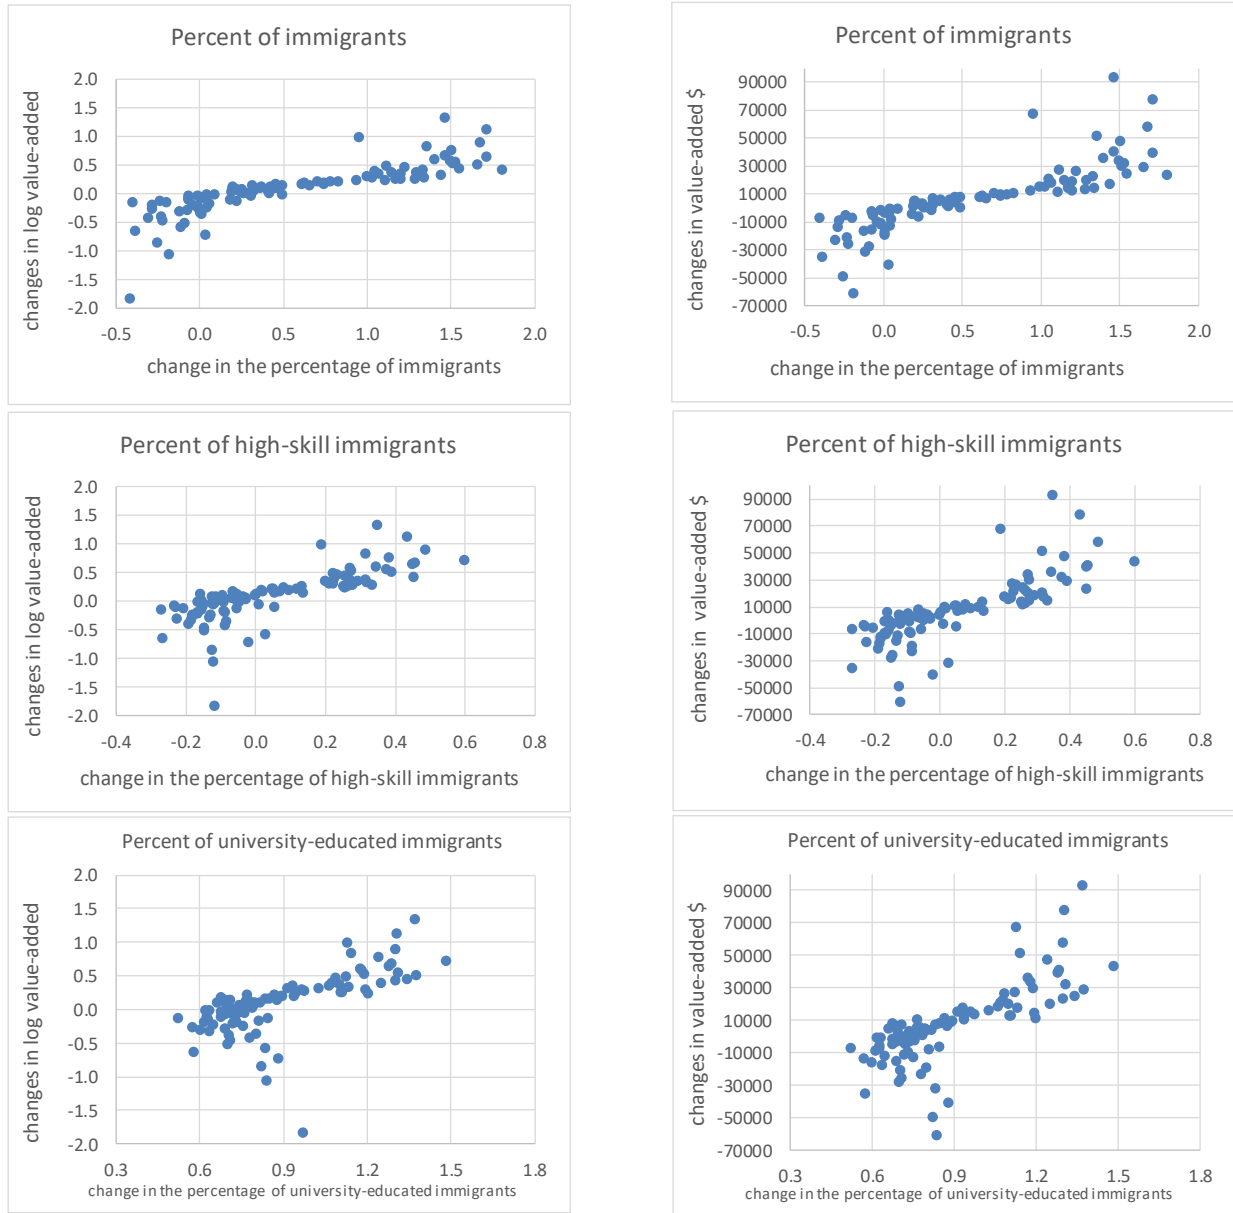 Percent of immigrants
changes in log value-added
2.0
1.5
1.0
0.5
0.0
-0.5
-1.0
-1.5
-2.0
-0.5 0.0 0.5 1.0 1.5 2.0
change in the percentage of immigrants
Percent of immigrants
changes in value-added $
90000
70000
50000
30000
10000
-10000
-30000
-50000
-70000
-0.5 0.0 0.5 1.0 1.5 2.0
change in the percentage of immigrants
Percent of high-skill immigrants
changes in log value-added
2.0
1.5
1.0
0.5
0.0
-0.5
-1.0
-1.5
-2.0
-0.4 -0.2 0.0 0.2 0.4 0.6 0.8
change in the percentage of high-skill immigrants
Percent of high-skill immigrants
changes in value-added $
90000
70000
50000
30000
10000
-10000
-30000
-50000
-70000
-0.4 -0.2 0.0 0.2 0.4 0.6 0.8
change in the percentage of high-skill immigrants
Percent of university-educated immigrants
changes in log value-added
2.0
1.5
1.0
0.5
0.0
-0.5
-1.0
-1.5
-2.0
0.3 0.6 0.9 1.2 1.5 1.8
change in the percentage of university-educated immigrants
Percent of university-educated immigrants
changes in value-added $
90000
70000
50000
30000
10000
-10000
-30000
-50000
-70000
0.3 0.6 0.9 1.2 1.5 1.8
change in the percentage of university-educated immigrants